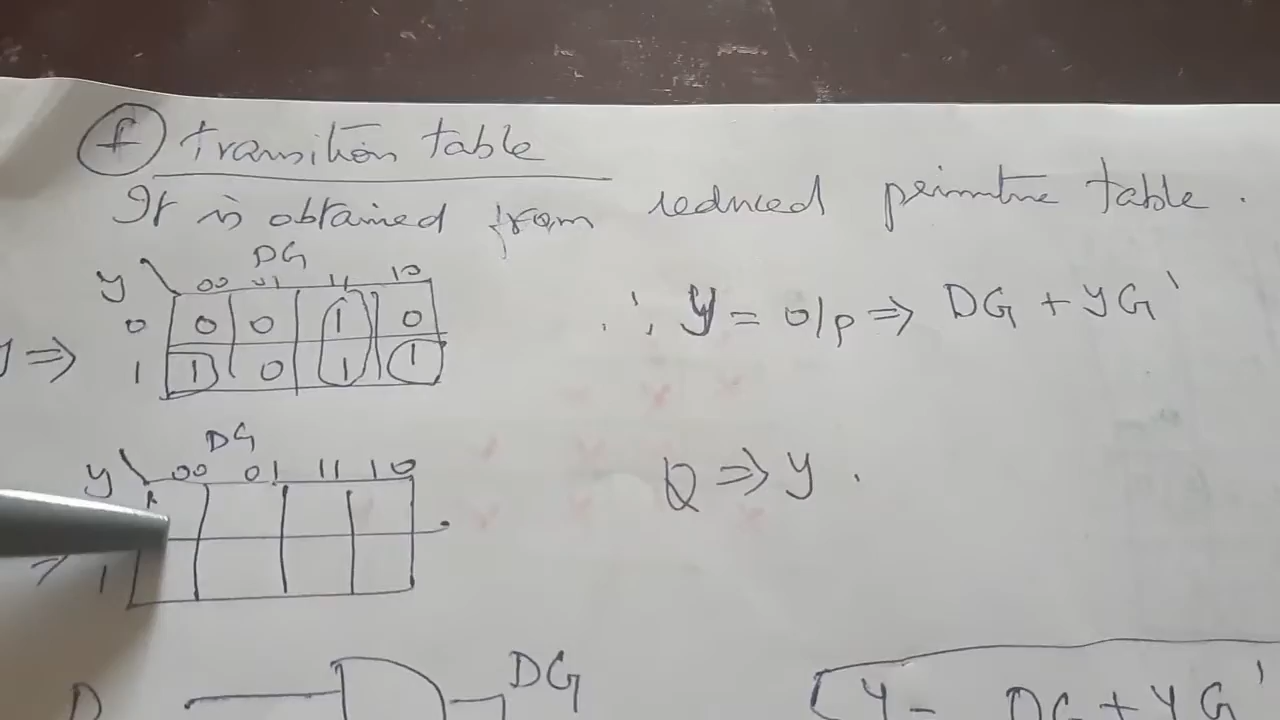 f transition table
It is obtained from reduced primitive table .
DG
y 00 01 11 10
0 0 0 1 0
⇒ 1 1 0 1 1
∴ Y = o/p ⇒ DG + yG'
DG
y 00 01 11 10
1
Q ⇒ y .
D DG
Y = DG + YG'